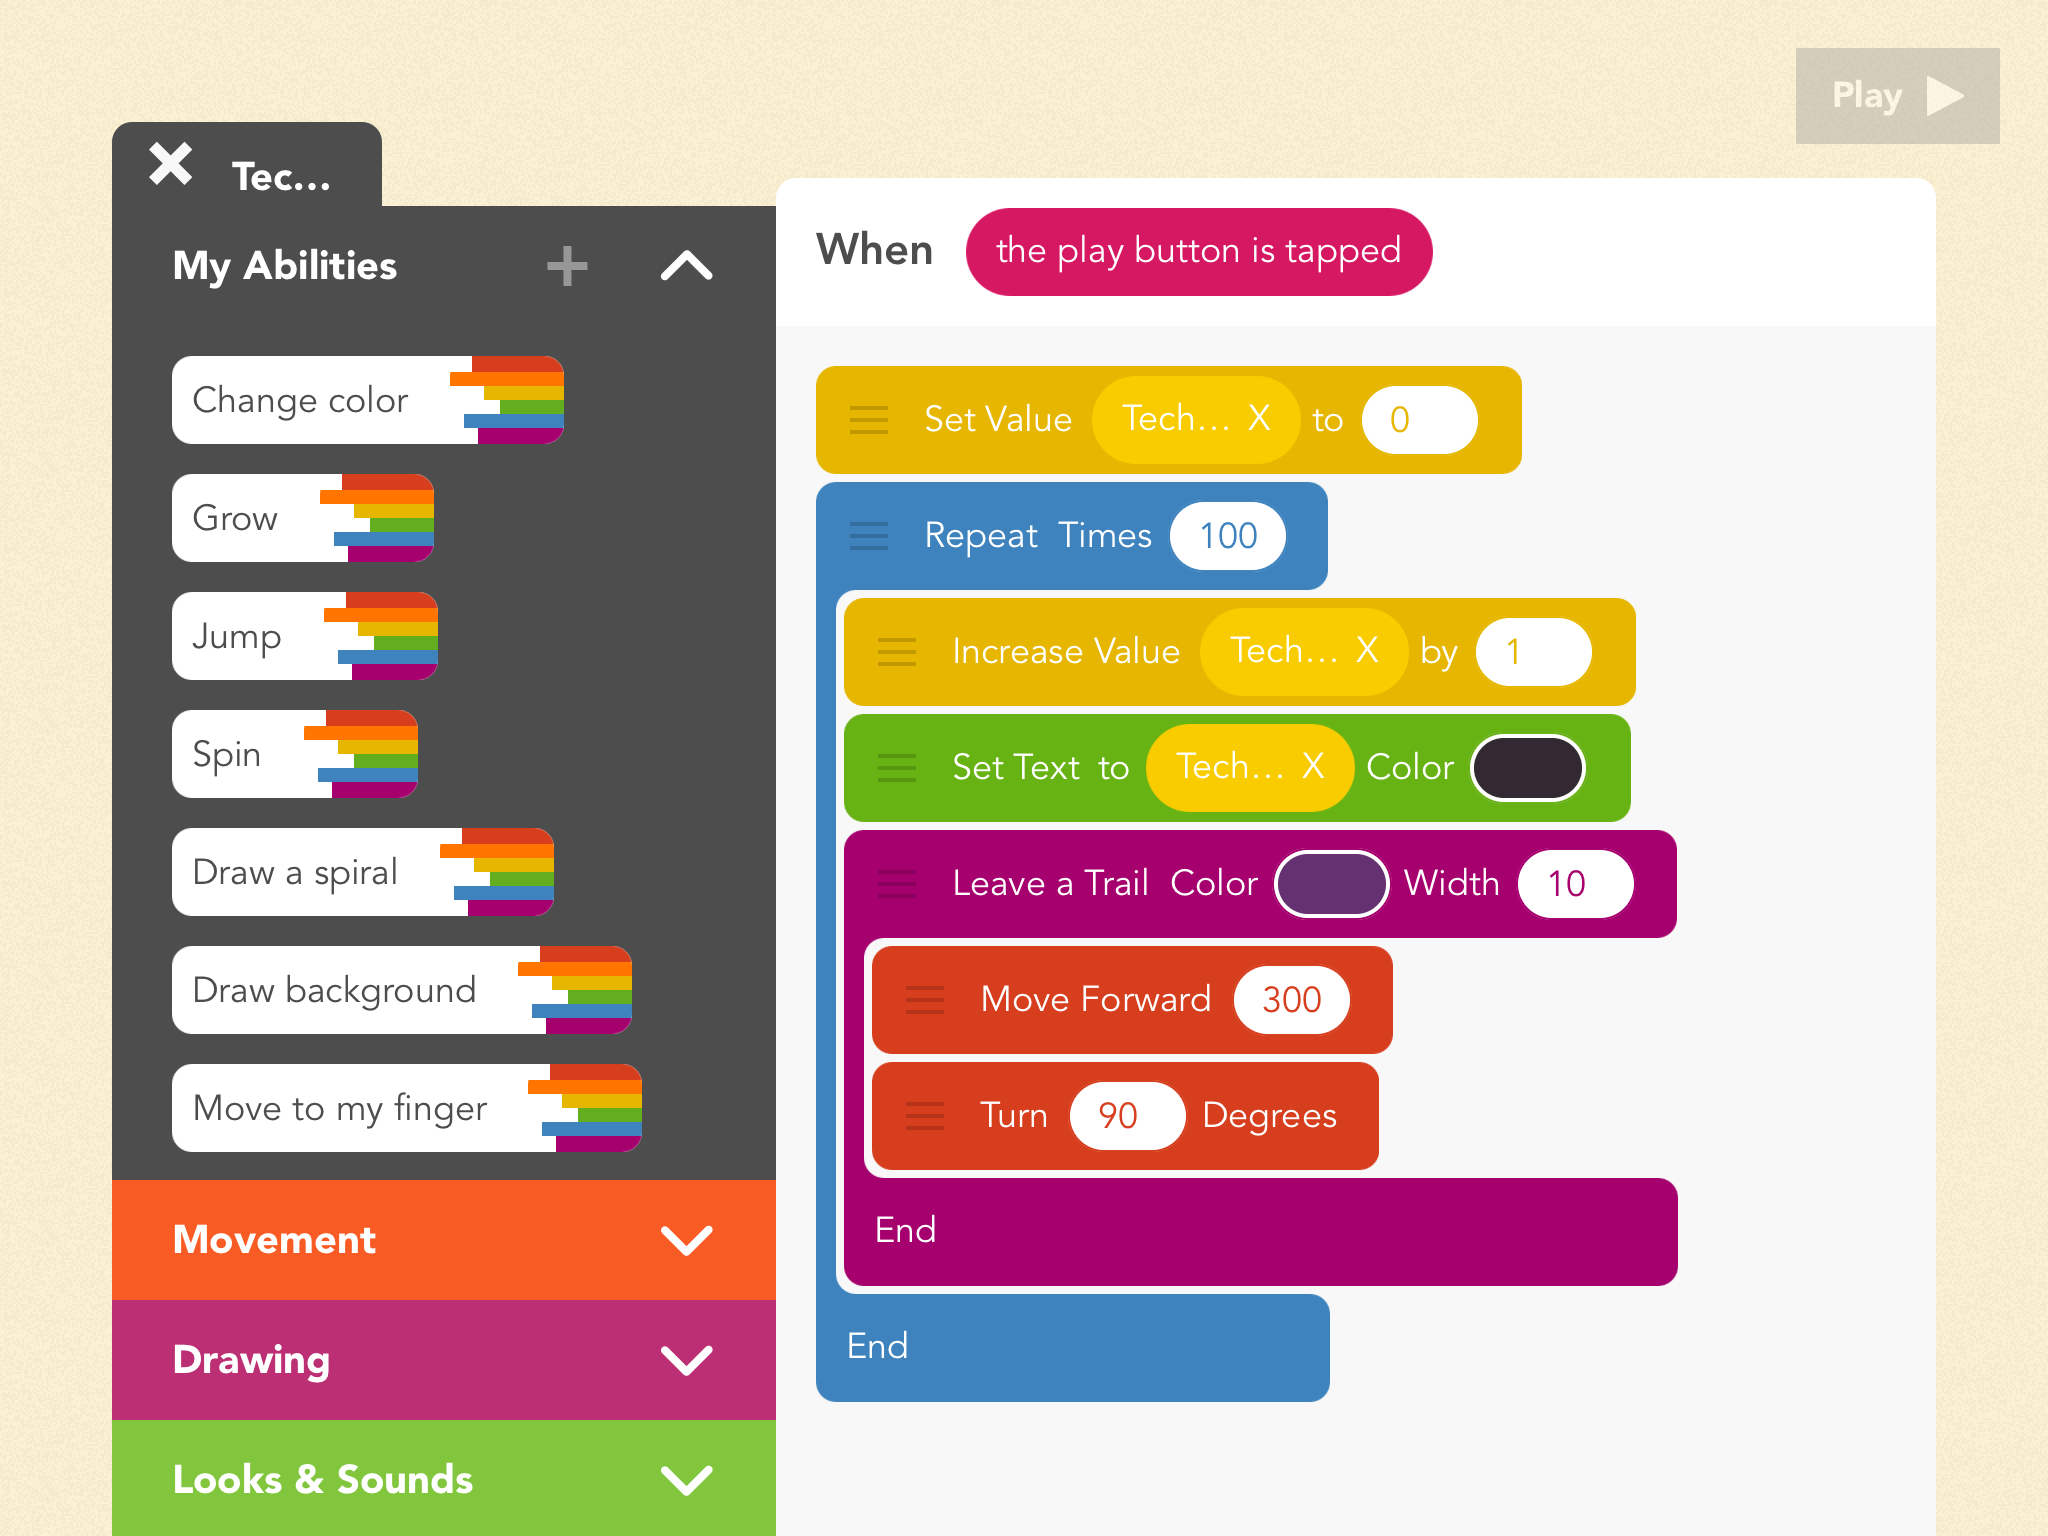 Play
Tec...
My Abilities
Change color
Grow
Jump
Spin
Draw a spiral
Draw background
Move to my finger
Movement
Drawing
Looks & Sounds
When the play button is tapped
Set Value Tech... X to 0
Repeat Times 100
Increase Value Tech... X by 1
Set Text to Tech... X Color
Leave a Trail Color Width 10
Move Forward 300
Turn 90 Degrees
End
End